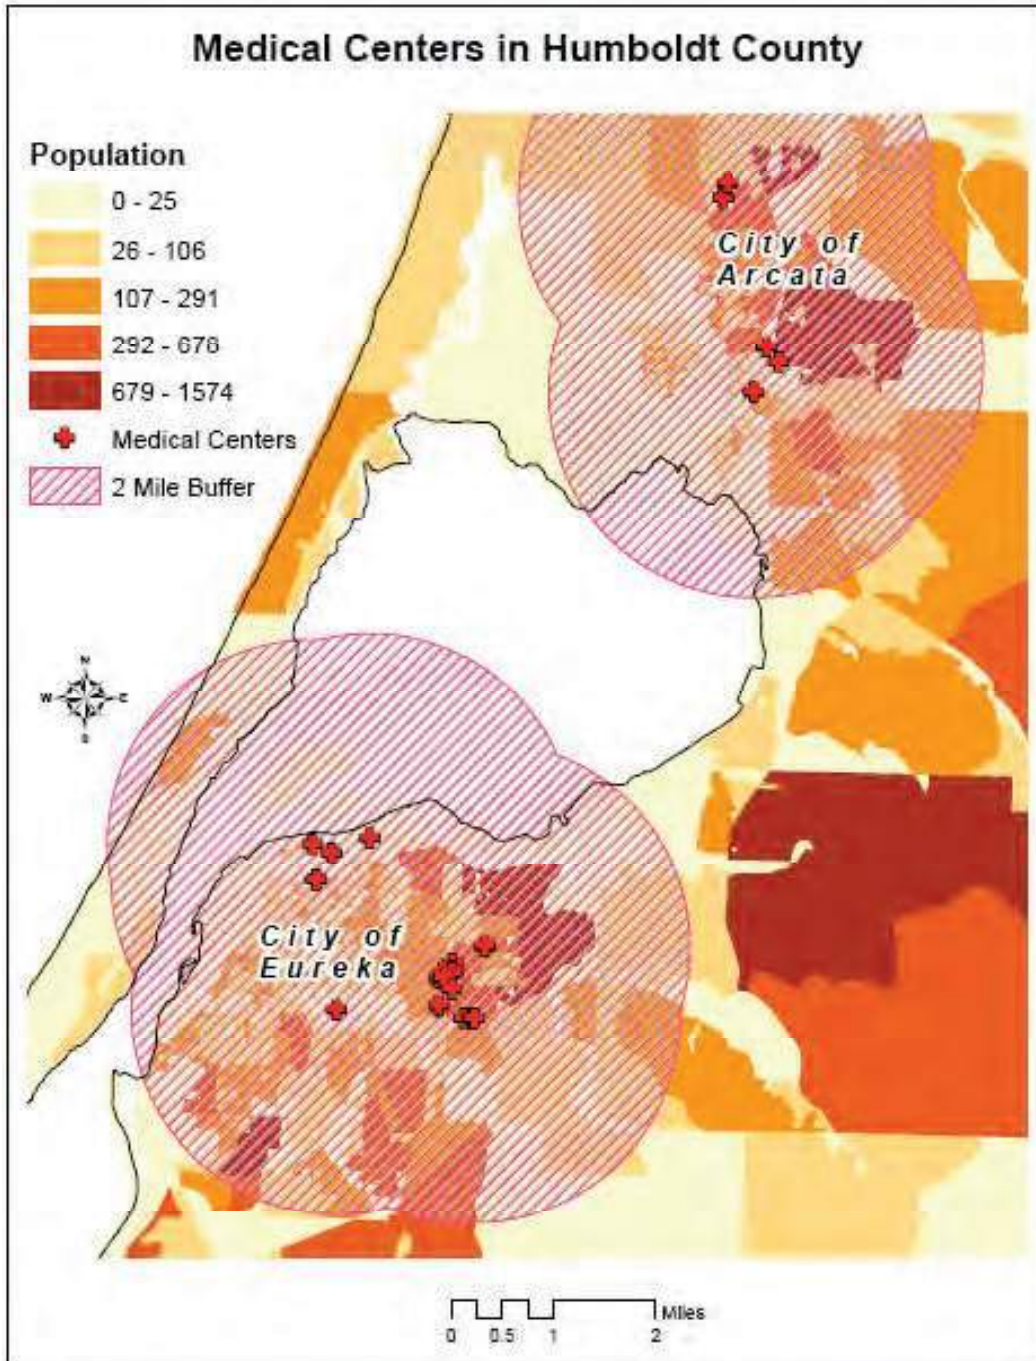 Medical Centers in Humboldt County
Population
0 - 25
26 - 106
107 - 291
292 - 676
679 - 1574
Medical Centers
2 Mile Buffer
City of
Arcata
N
W E
S
City of
Eureka
Miles
0 0.5 1 2